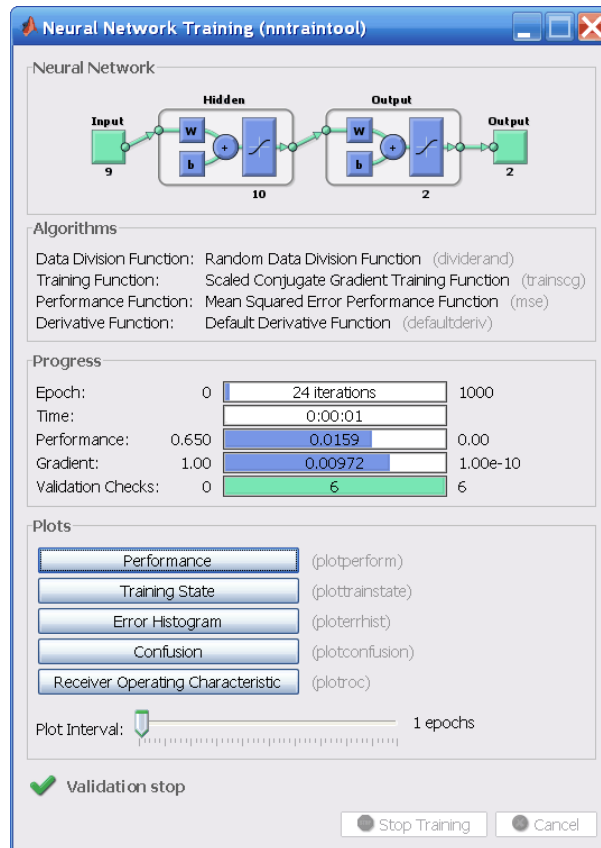 Neural Network Training (nntraintool)
Neural Network
Hidden Output
Input Output
W W
+ +
b b
9 10 2 2
Algorithms
Data Division Function: Random Data Division Function (dividerand)
Training Function: Scaled Conjugate Gradient Training Function (trainscg)
Performance Function: Mean Squared Error Performance Function (mse)
Derivative Function: Default Derivative Function (defaultderiv)
Progress
Epoch: 0 24 iterations 1000
Time: 0:00:01
Performance: 0.650 0.0159 0.00
Gradient: 1.00 0.00972 1.00e-10
Validation Checks: 0 6 6
Plots
Performance (plotperform)
Training State (plottrainstate)
Error Histogram (ploterrhist)
Confusion (plotconfusion)
Receiver Operating Characteristic (plotroc)
Plot Interval: 1 epochs
Validation stop
Stop Training Cancel